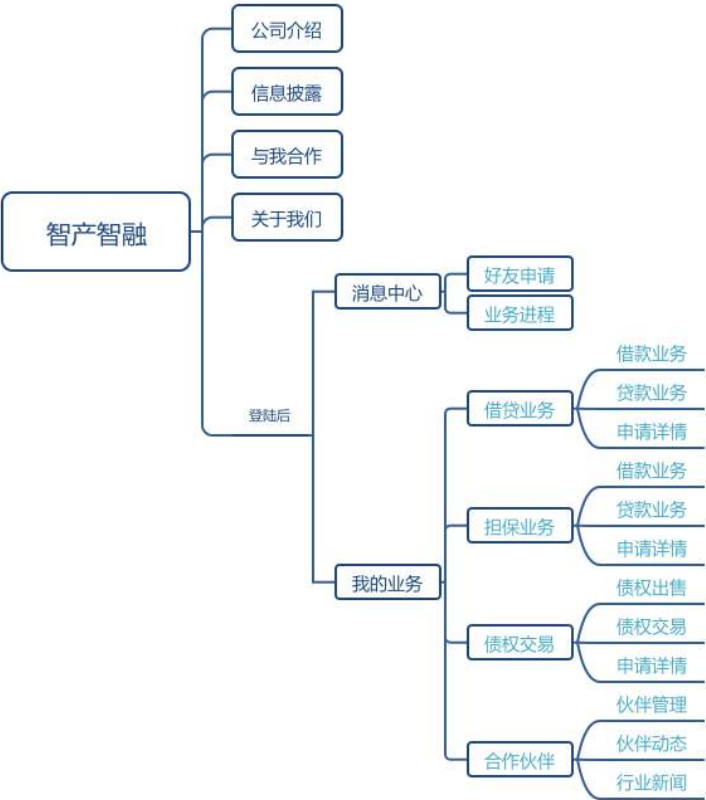 公司介绍
信息披露
与我合作
关于我们
智产智融
登陆后
消息中心
好友申请
业务进程
我的业务
借贷业务
借款业务
贷款业务
申请详情
担保业务
借款业务
贷款业务
申请详情
债权交易
债权出售
债权交易
申请详情
合作伙伴
伙伴管理
伙伴动态
行业新闻